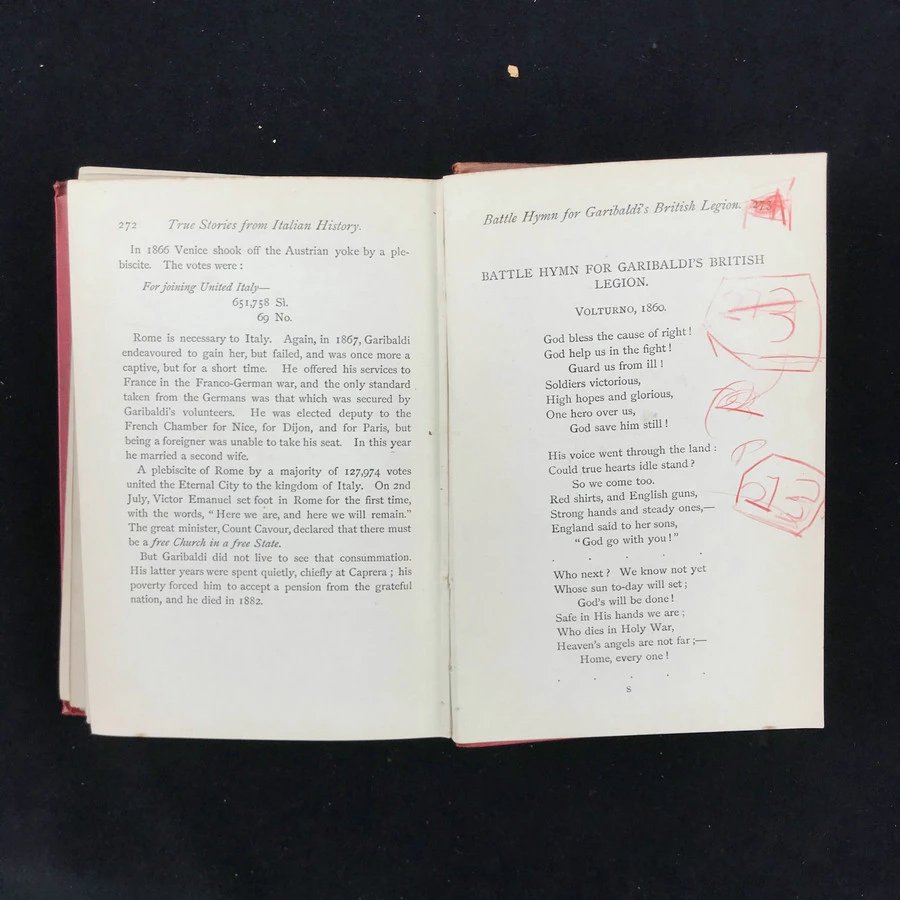 272 True Stories from Italian History.
In 1866 Venice shook off the Austrian yoke by a ple-
biscite. The votes were :
For joining United Italy—
651,758 Sì.
69 No.
Rome is necessary to Italy. Again, in 1867, Garibaldi
endeavoured to gain her, but failed, and was once more a
captive, but for a short time. He offered his services to
France in the Franco-German war, and the only standard
taken from the Germans was that which was secured by
Garibaldi's volunteers. He was elected deputy to the
French Chamber for Nice, for Dijon, and for Paris, but
being a foreigner was unable to take his seat. In this year
he married a second wife.
A plebiscite of Rome by a majority of 127,974 votes
united the Eternal City to the kingdom of Italy. On 2nd
July, Victor Emanuel set foot in Rome for the first time,
with the words, "Here we are, and here we will remain."
The great minister, Count Cavour, declared that there must
be a free Church in a free State.
But Garibaldi did not live to see that consummation.
His latter years were spent quietly, chiefly at Caprera ; his
poverty forced him to accept a pension from the grateful
nation, and he died in 1882.
Battle Hymn for Garibaldi's British Legion. 273
BATTLE HYMN FOR GARIBALDI'S BRITISH
LEGION.
VOLTURNO, 1860.
God bless the cause of right !
God help us in the fight !
Guard us from ill !
Soldiers victorious,
High hopes and glorious,
One hero over us,
God save him still !
His voice went through the land :
Could true hearts idle stand ?
So we come too.
Red shirts, and English guns,
Strong hands and steady ones,—
England said to her sons,
"God go with you !"
. . . . .
Who next ? We know not yet
Whose sun to-day will set ;
God's will be done !
Safe in His hands we are ;
Who dies in Holy War,
Heaven's angels are not far ;—
Home, every one !
. . . . .
S